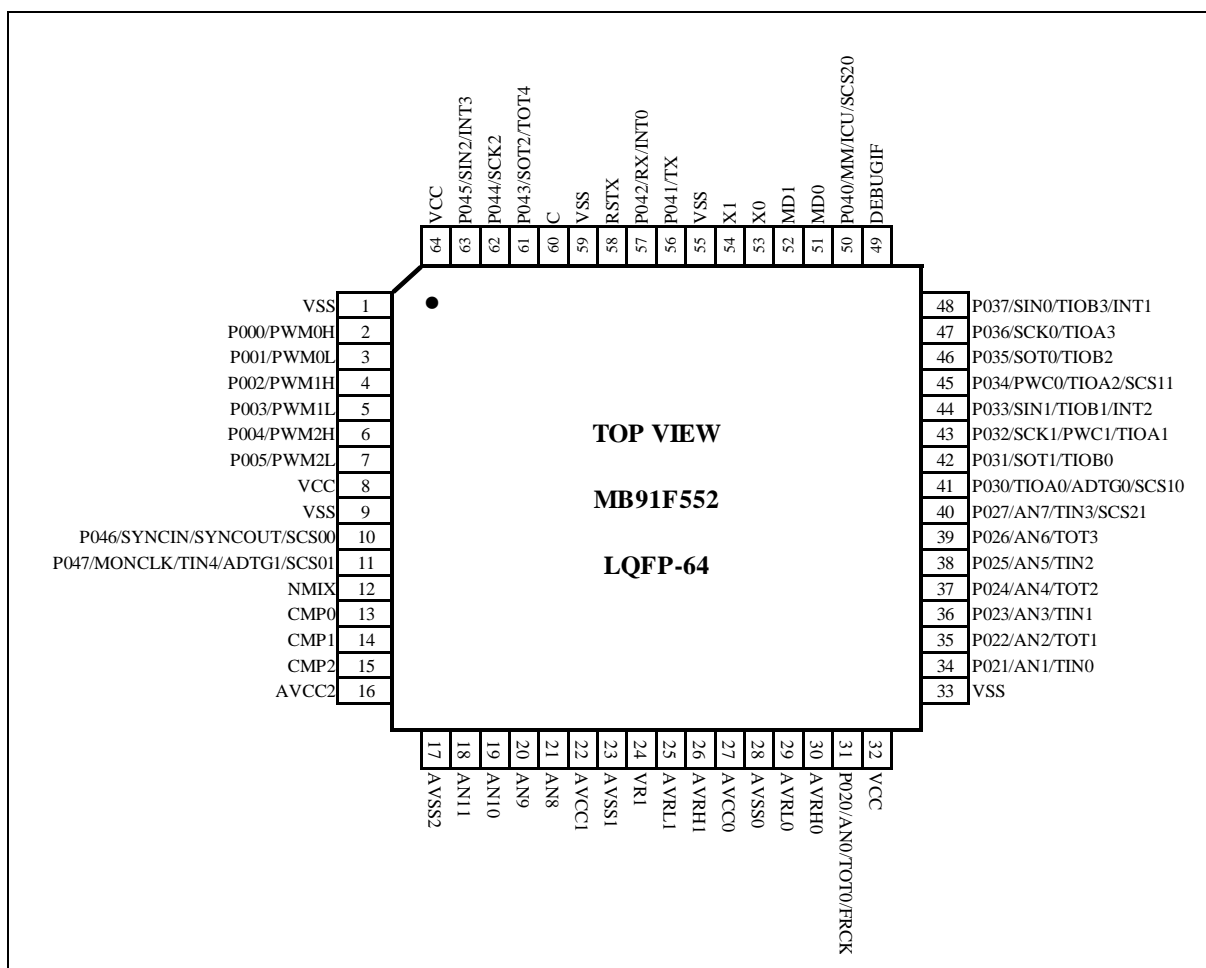 VCC
P045/SIN2/INT3
P044/SCK2
P043/SOT2/TOT4
C
VSS
RSTX
P042/RX/INT0
P041/TX
VSS
X1
X0
MD1
MD0
P040/MM/ICU/SCS20
DEBUGIF
64
63
62
61
60
59
58
57
56
55
54
53
52
51
50
49
VSS 1
P000/PWM0H 2
P001/PWM0L 3
P002/PWM1H 4
P003/PWM1L 5
P004/PWM2H 6
P005/PWM2L 7
VCC 8
VSS 9
P046/SYNCIN/SYNCOUT/SCS00 10
P047/MONCLK/TIN4/ADTG1/SCS01 11
NMIX 12
CMP0 13
CMP1 14
CMP2 15
AVCC2 16
TOP VIEW
MB91F552
LQFP-64
48 P037/SIN0/TIOB3/INT1
47 P036/SCK0/TIOA3
46 P035/SOT0/TIOB2
45 P034/PWC0/TIOA2/SCS11
44 P033/SIN1/TIOB1/INT2
43 P032/SCK1/PWC1/TIOA1
42 P031/SOT1/TIOB0
41 P030/TIOA0/ADTG0/SCS10
40 P027/AN7/TIN3/SCS21
39 P026/AN6/TOT3
38 P025/AN5/TIN2
37 P024/AN4/TOT2
36 P023/AN3/TIN1
35 P022/AN2/TOT1
34 P021/AN1/TIN0
33 VSS
17 AVSS2
18 AN11
19 AN10
20 AN9
21 AN8
22 AVCC1
23 AVSS1
24 VR1
25 AVRL1
26 AVRH1
27 AVCC0
28 AVSS0
29 AVRL0
30 AVRH0
31 P020/AN0/TOT0/FRCK
32 VCC